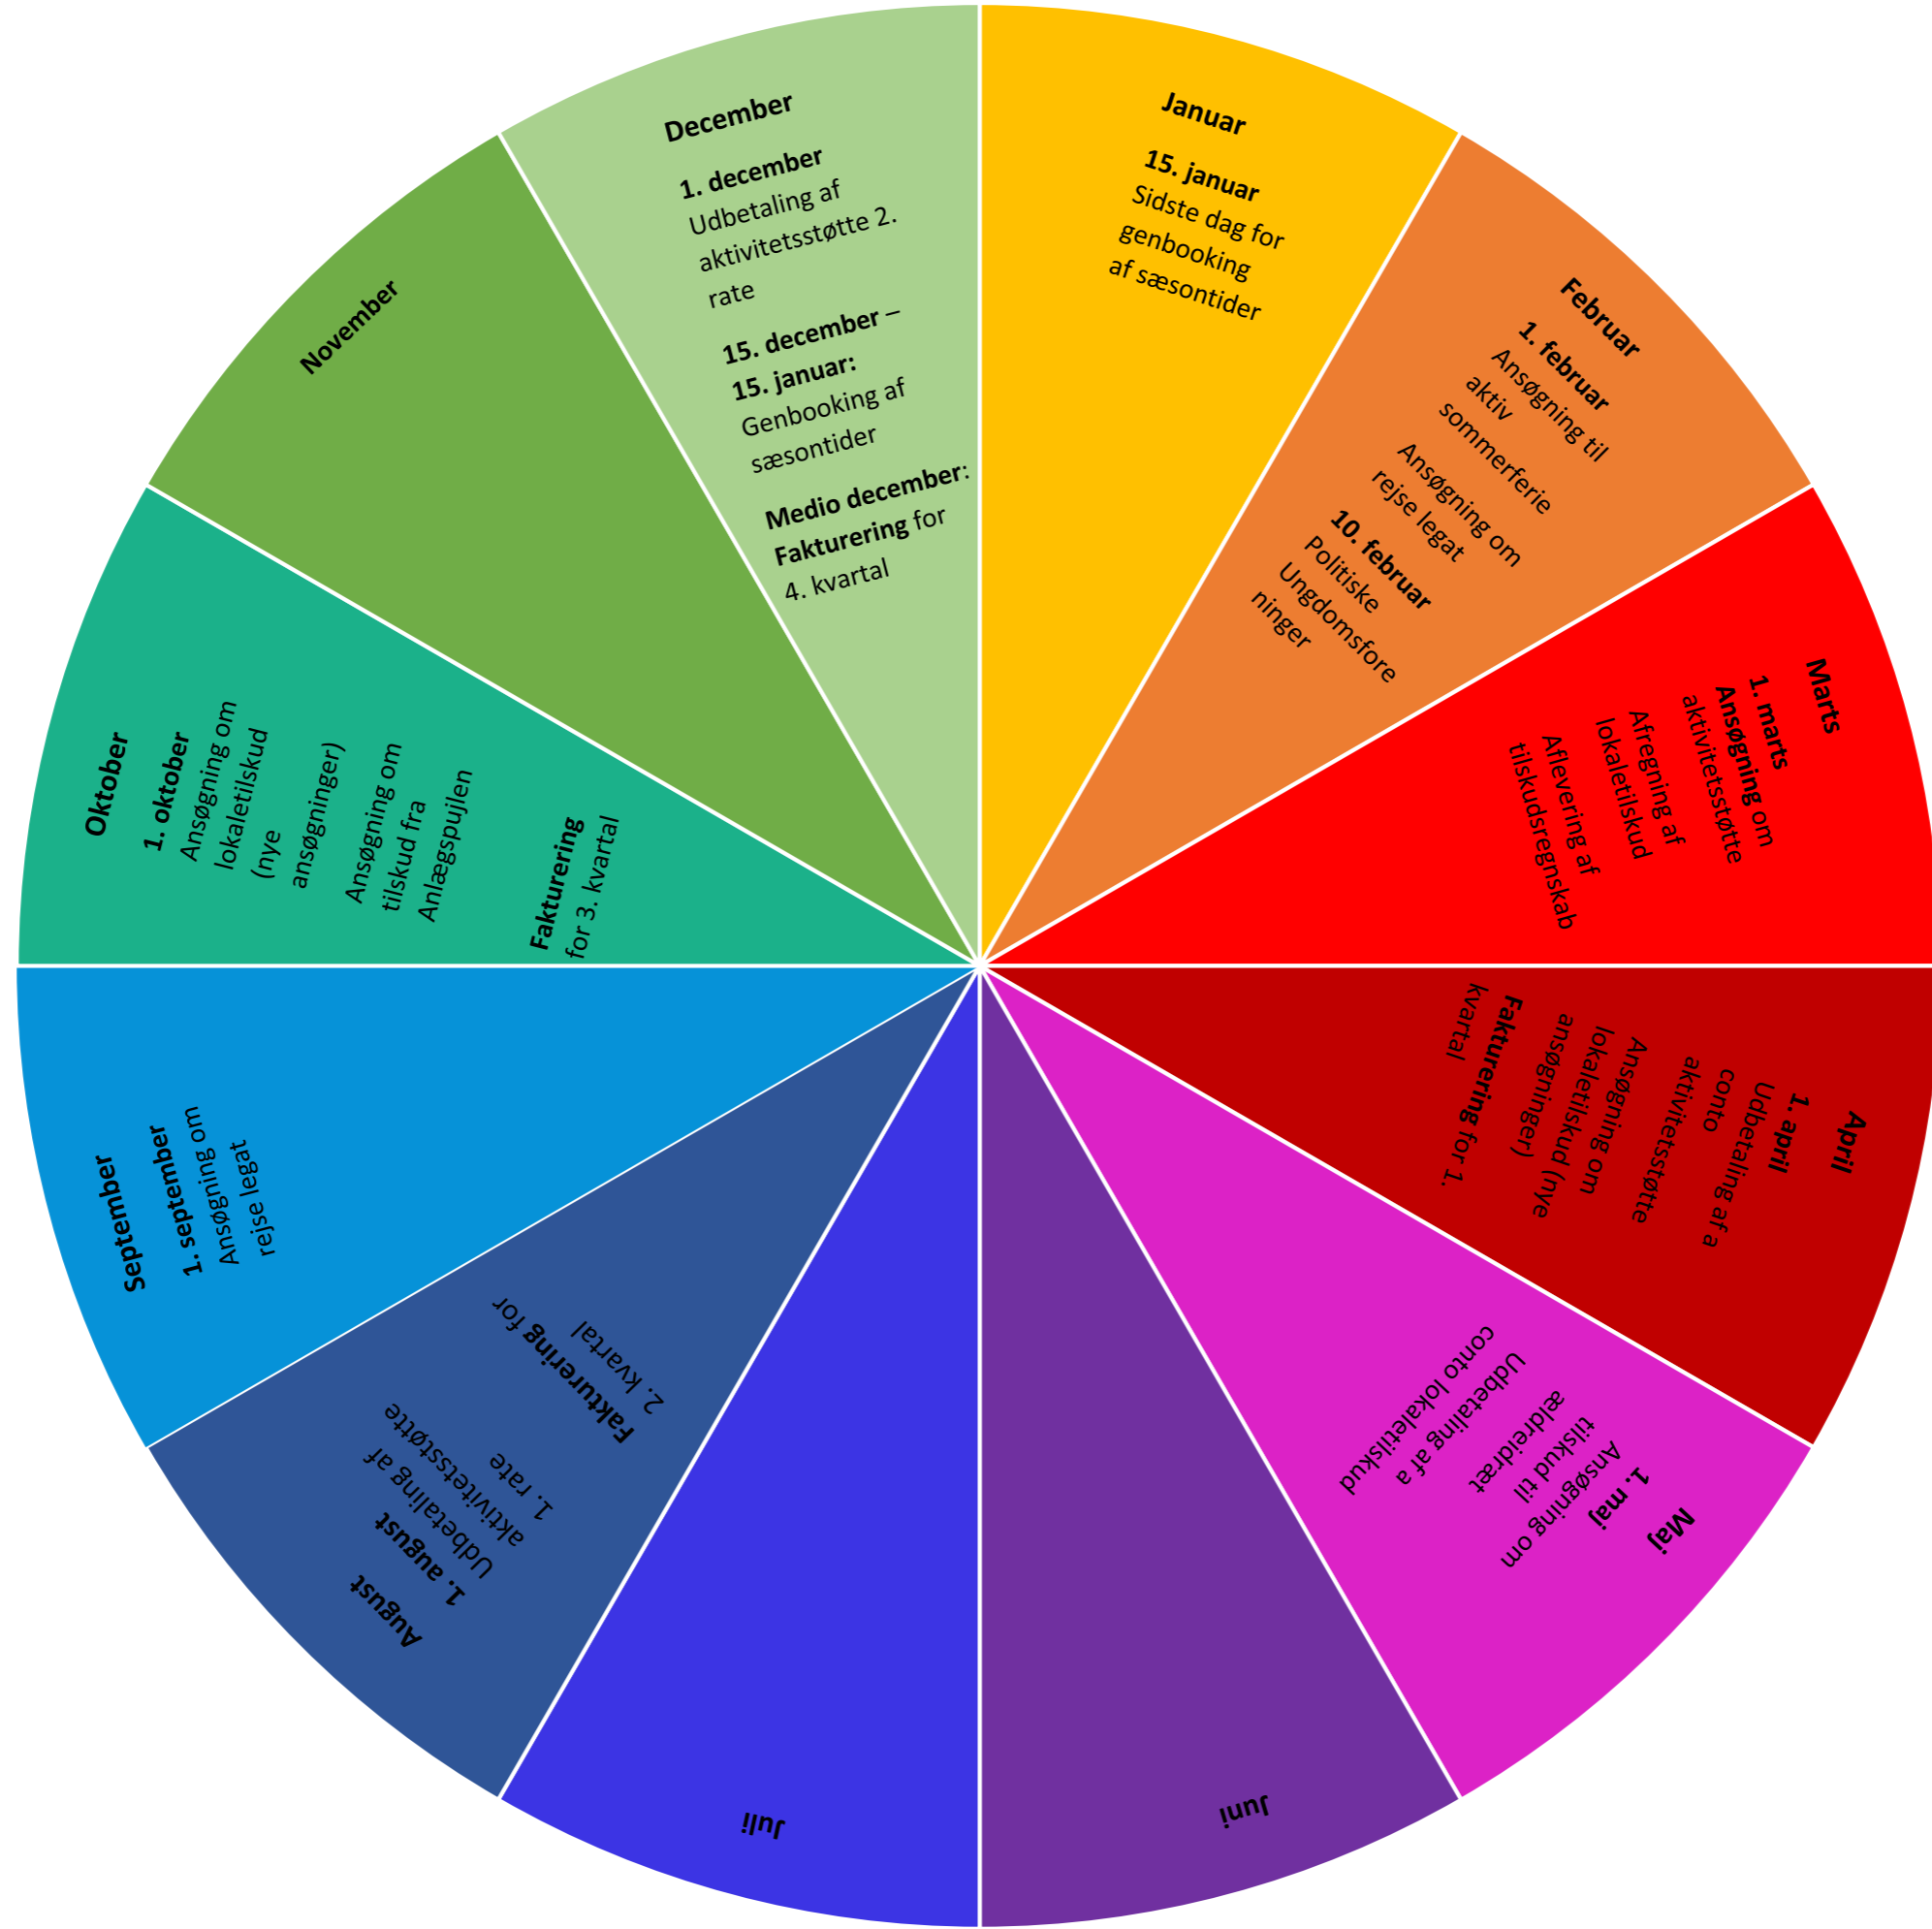 Januar
15. januar
Sidste dag for
genbooking
af sæsontider
Februar
1. februar
Ansøgning til
aktiv
sommerferie
Ansøgning om
rejse legat
10. februar
Politiske
Ungdomsfore
ninger
Marts
1. marts
Ansøgning om
aktivitetsstøtte
Afregning af
lokaletilskud
Aflevering af
tilskudsregnskab
April
1. april
Udbetaling af a
conto
aktivitetsstøtte
Ansøgning om
lokaletilskud (nye
ansøgninger)
Fakturering for 1.
kvartal
Maj
1. maj
Ansøgning om
tilskud til
ældreidræt
Udbetaling af a
conto lokaletilskud
Juni
Juli
August
1. august
Udbetaling af
aktivitetsstøtte
1. rate
Fakturering for
2. kvartal
September
1. september
Ansøgning om
rejse legat
Oktober
1. oktober
Ansøgning om
lokaletilskud
(nye
ansøgninger)
Ansøgning om
tilskud fra
Anlægspujlen
Fakturering
for 3. kvartal
November
December
1. december
Udbetaling af
aktivitetsstøtte 2.
rate
15. december –
15. januar:
Genbooking af
sæsontider
Medio december:
Fakturering for
4. kvartal